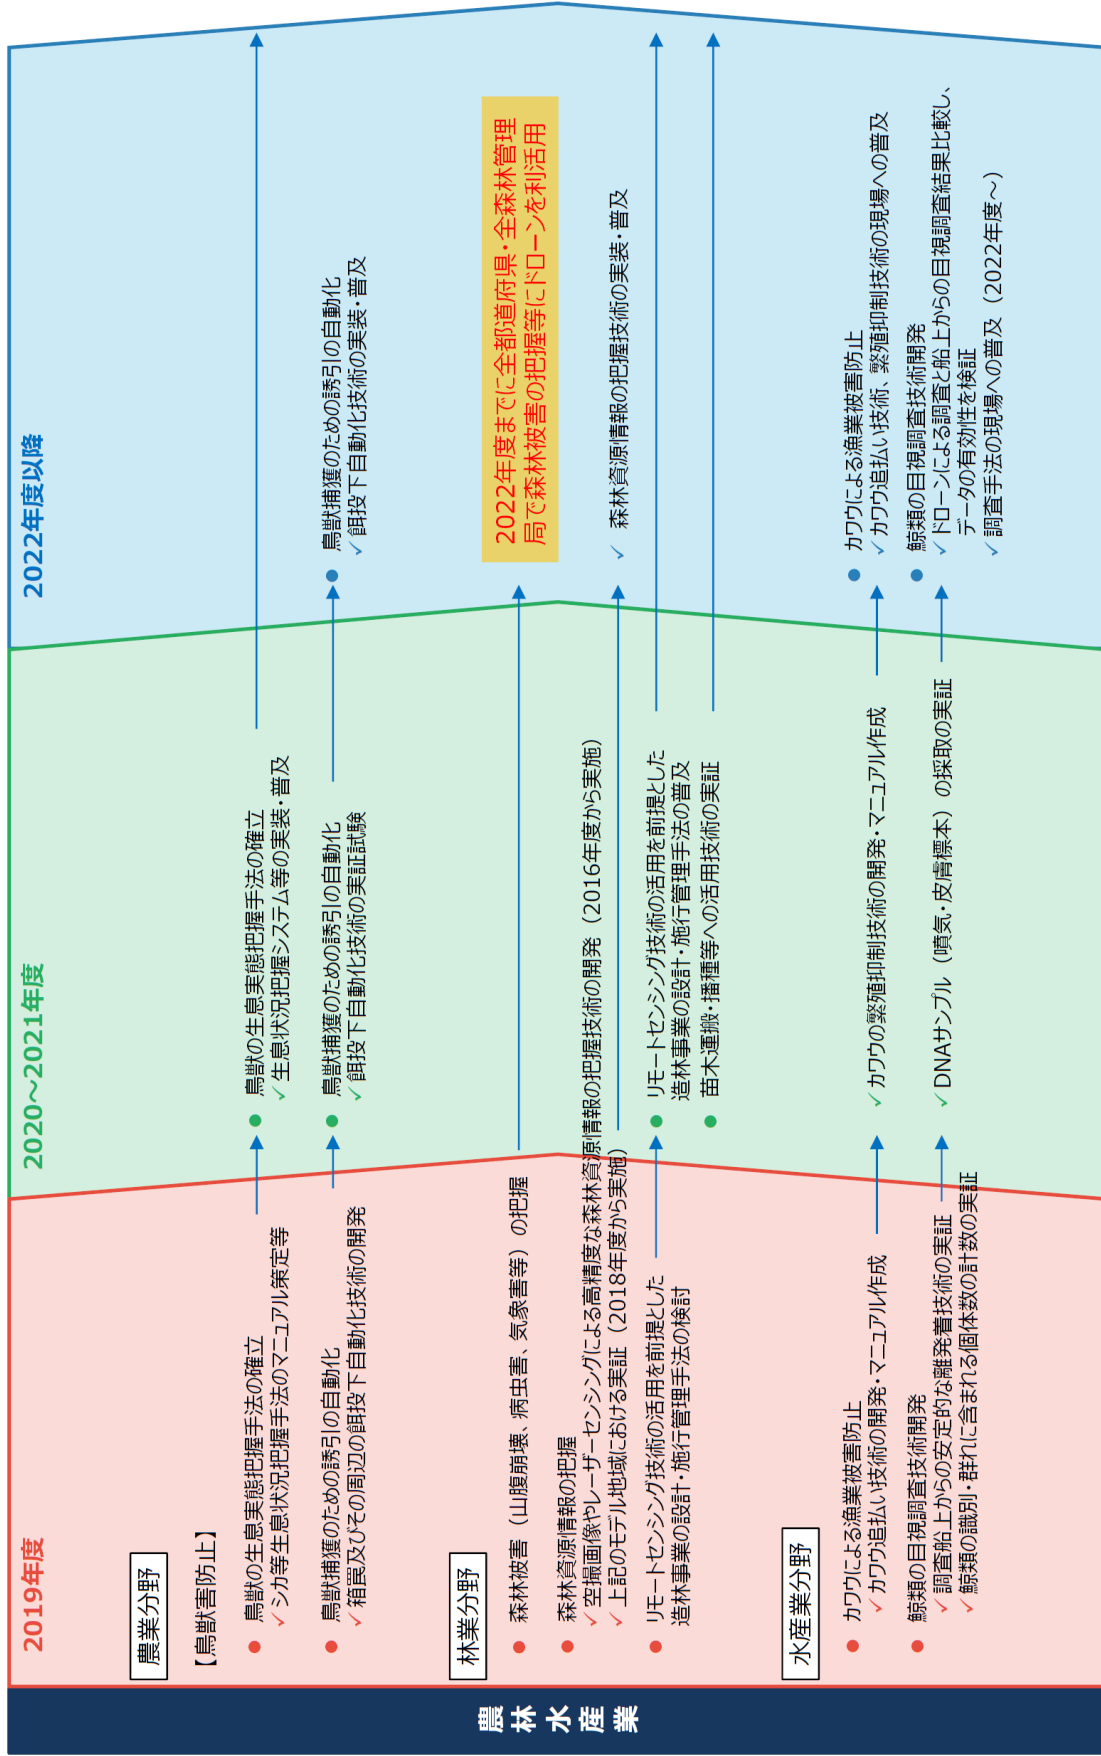 農林水産業
2019年度
2020～2021年度
2022年度以降
農業分野
【鳥獣害防止】
● 鳥獣の生息実態把握手法の確立
✓ シカ等生息状況把握手法のマニュアル策定等
● 鳥獣の生息実態把握手法の確立
✓ 生息状況把握システム等の実装・普及
● 鳥獣捕獲のための誘引の自動化
✓ 箱罠及びその周辺の餌投下自動化技術の開発
● 鳥獣捕獲のための誘引の自動化
✓ 餌投下自動化技術の実証試験
● 鳥獣捕獲のための誘引の自動化
✓ 餌投下自動化技術の実装・普及
林業分野
● 森林被害（山腹崩壊、病虫害、気象害等）の把握
2022年度までに全都道府県・全森林管理
局で森林被害の把握等にドローンを利活用
● 森林資源情報の把握
✓ 空撮画像やレーザーセンシングによる高精度な森林資源情報の把握技術の開発（2016年度から実施）
✓ 上記のモデル地域における実証（2018年度から実施）
✓ 森林資源情報の把握技術の実装・普及
● リモートセンシング技術の活用を前提とした
造林事業の設計・施行管理手法の検討
● リモートセンシング技術の活用を前提とした
造林事業の設計・施行管理手法の普及
● 苗木運搬・播種等への活用技術の実証
水産業分野
● カワウによる漁業被害防止
✓ カワウ追払い技術の開発・マニュアル作成
✓ カワウの繁殖抑制技術の開発・マニュアル作成
● カワウによる漁業被害防止
✓ カワウ追払い技術、繁殖抑制技術の現場への普及
● 鯨類の目視調査技術開発
✓ 調査船上からの安定的な離発着技術の実証
✓ 鯨類の識別・群れに含まれる個体数の計数の実証
✓ DNAサンプル（噴気・皮膚標本）の採取の実証
● 鯨類の目視調査技術開発
✓ ドローンによる調査と船上からの目視調査結果比較し、
データの有効性を検証
✓ 調査手法の現場への普及（2022年度～）